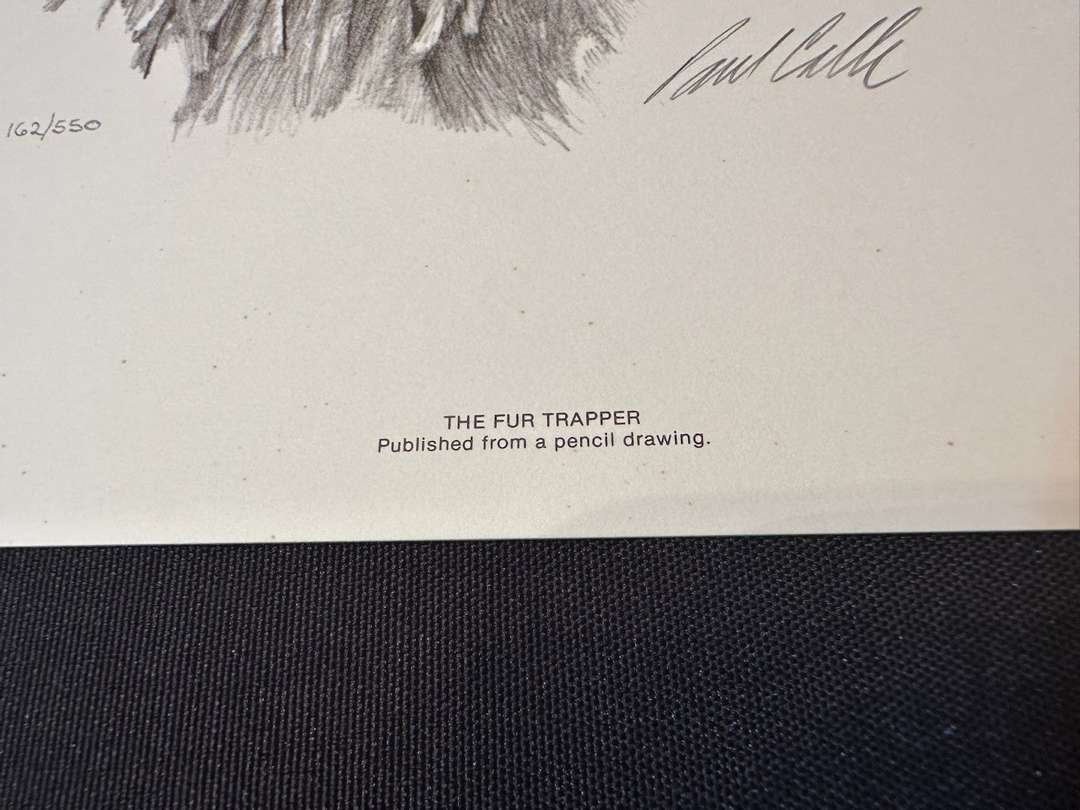 Paul Calle
162/550
THE FUR TRAPPER
Published from a pencil drawing.